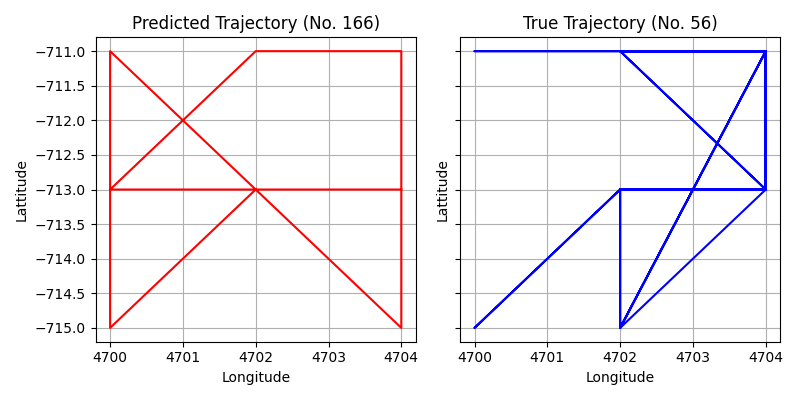 Predicted Trajectory (No. 166)
True Trajectory (No. 56)
−711.0
−711.5
−712.0
−712.5
−713.0
−713.5
−714.0
−714.5
−715.0
Lattitude
Lattitude
4700 4701 4702 4703 4704
4700 4701 4702 4703 4704
Longitude
Longitude